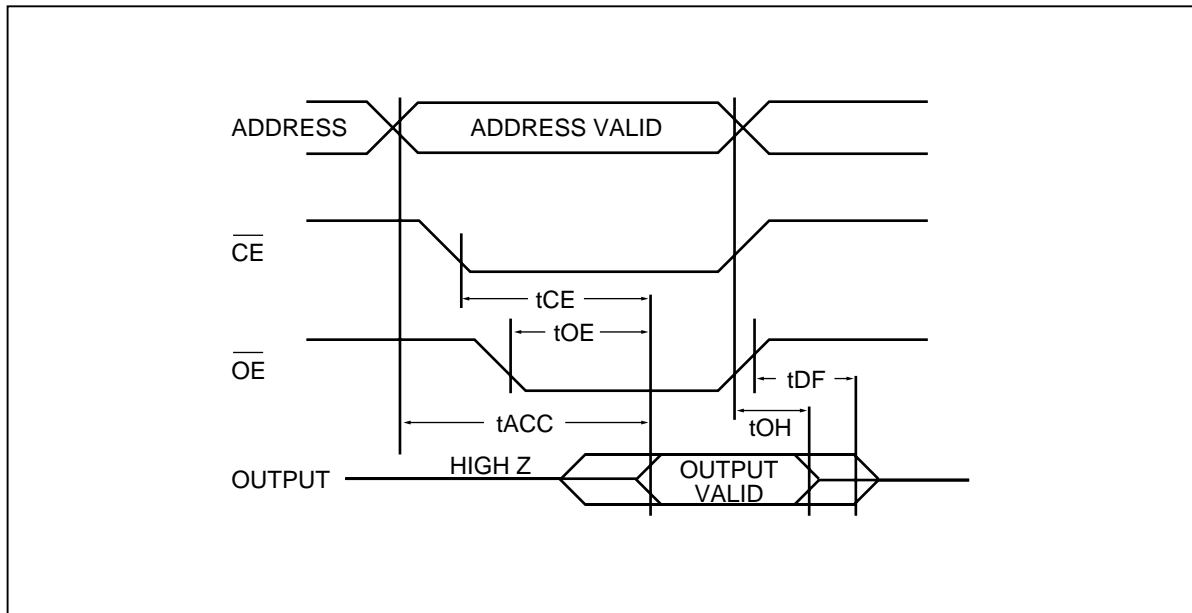 ADDRESS
ADDRESS VALID
CE
tCE
tOE
OE
tDF
tACC
tOH
OUTPUT
HIGH Z
OUTPUT
VALID